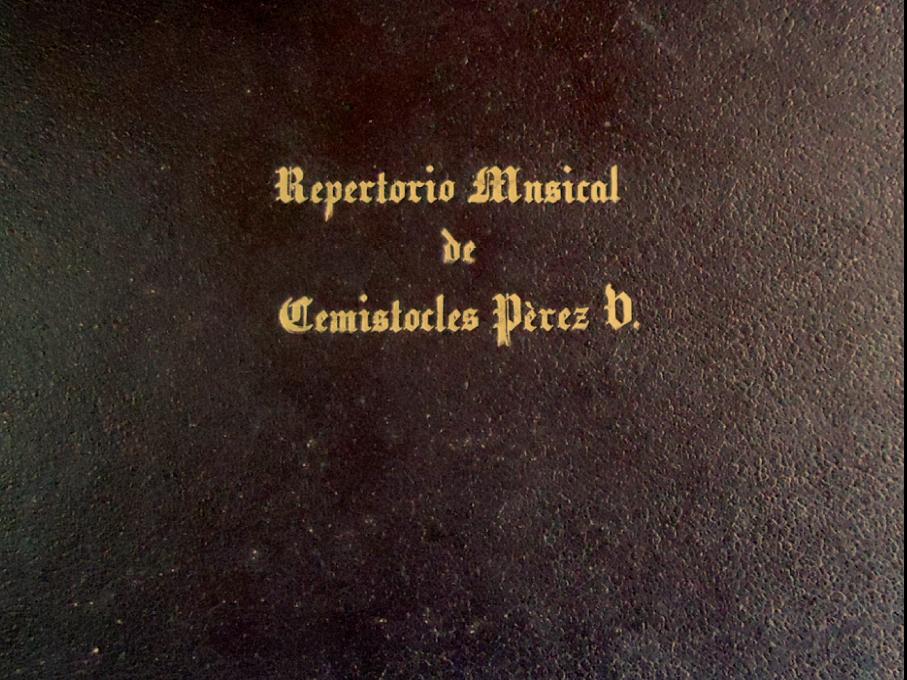 Repertorio Musical
de
Temistocles Pèrez V.